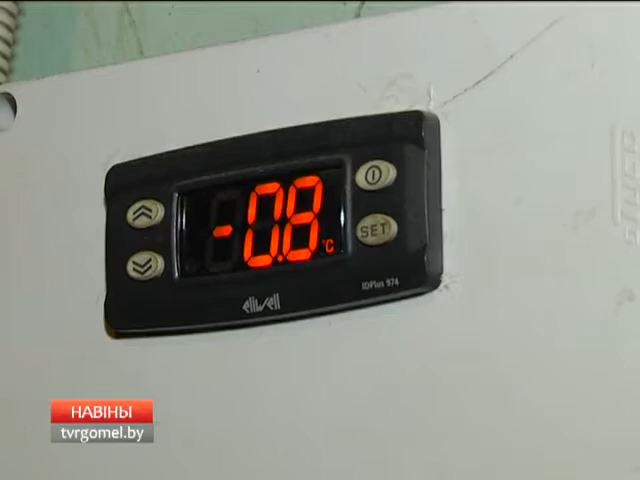 -0.8 °C
SET
eliwell
IDPlus 974
НАВІНЫ
tvrgomel.by